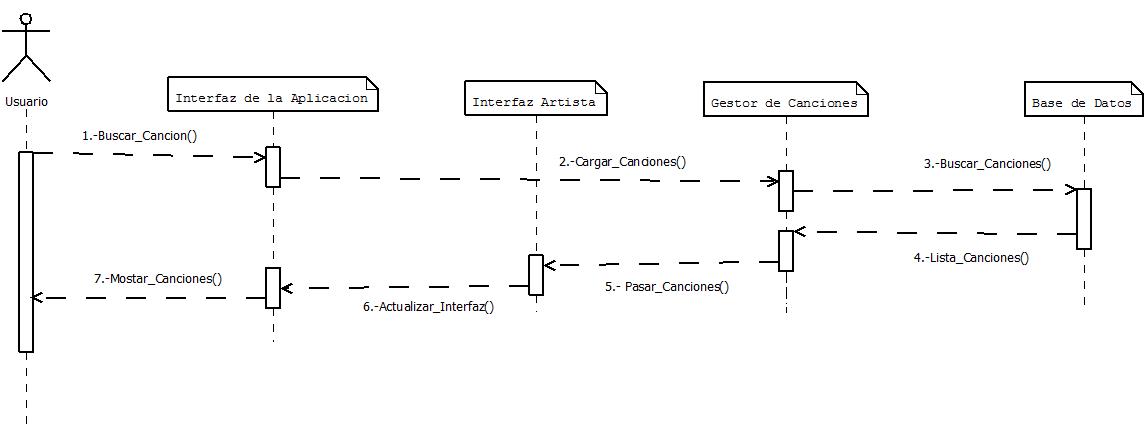 Usuario
Interfaz de la Aplicacion
Interfaz Artista
Gestor de Canciones
Base de Datos
1.-Buscar_Cancion()
2.-Cargar_Canciones()
3.-Buscar_Canciones()
4.-Lista_Canciones()
5.- Pasar_Canciones()
6.-Actualizar_Interfaz()
7.-Mostar_Canciones()